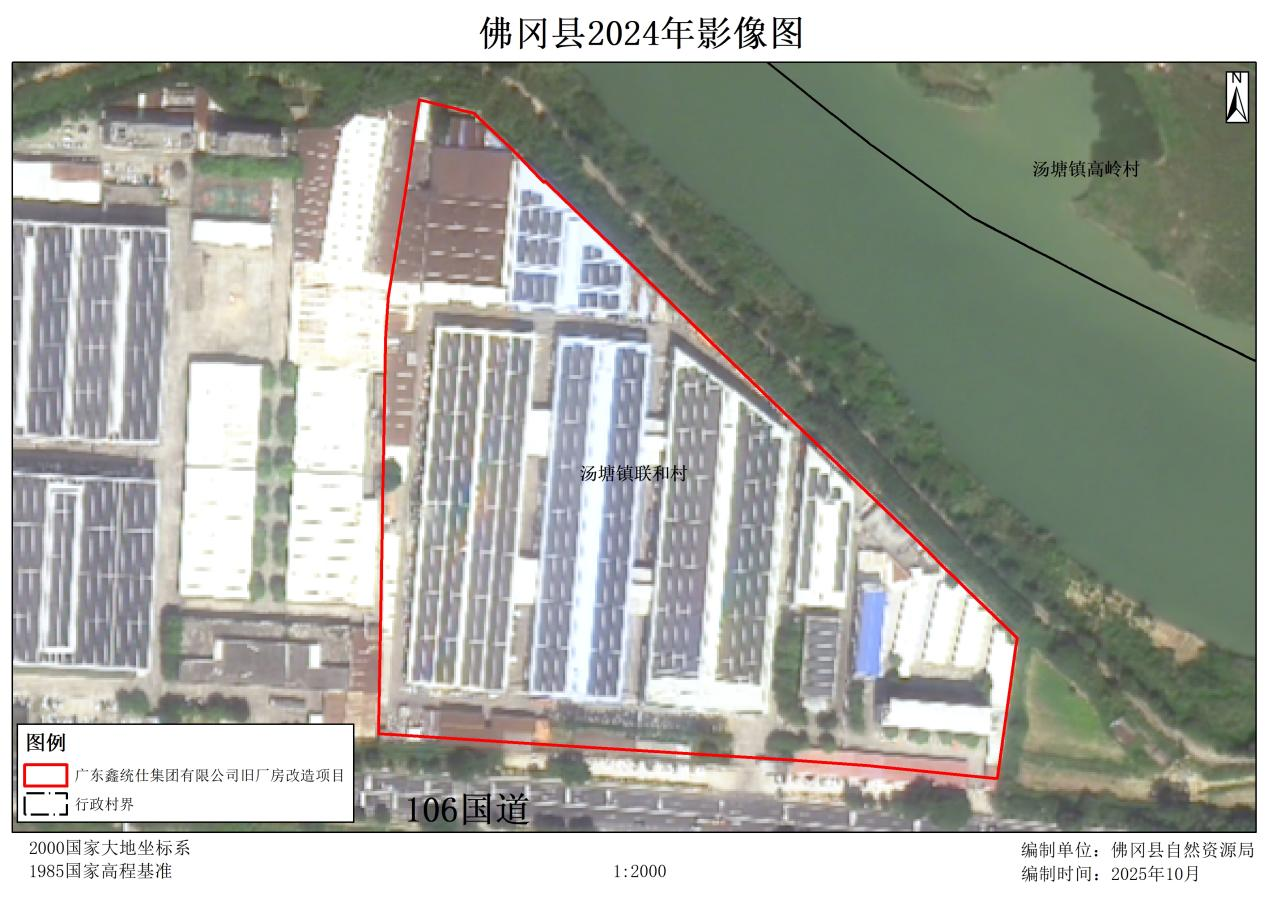 佛冈县2024年影像图
N
汤塘镇高岭村
汤塘镇联和村
图例
广东鑫统仕集团有限公司旧厂房改造项目
行政村界
106国道
2000国家大地坐标系
1985国家高程基准
1:2000
编制单位：佛冈县自然资源局
编制时间：2025年10月